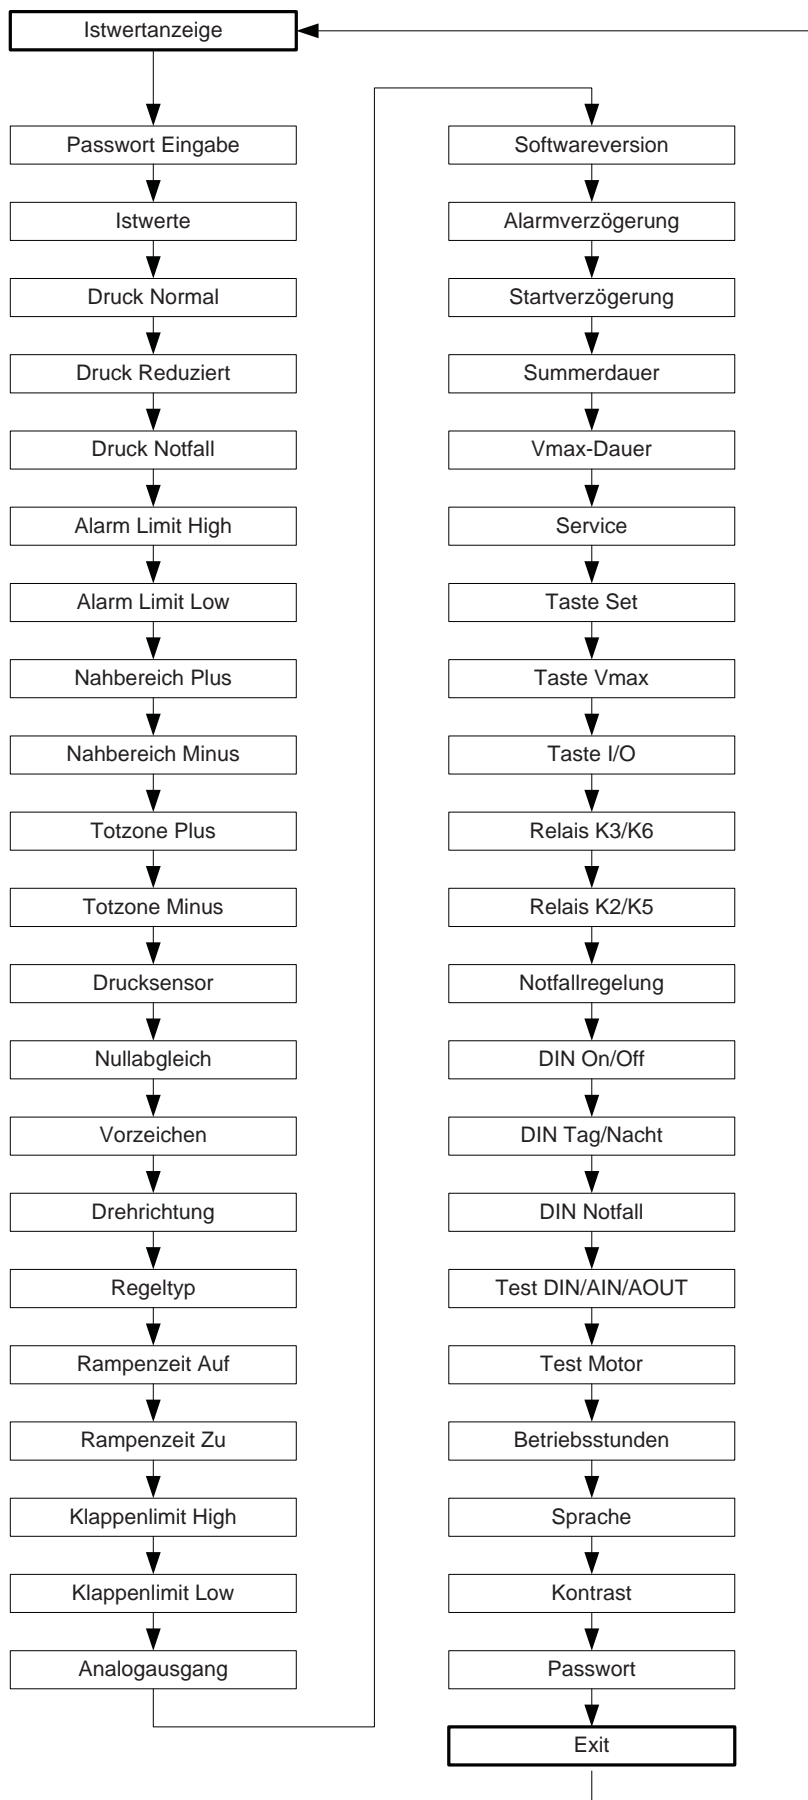 Istwertanzeige
Passwort Eingabe
Istwerte
Druck Normal
Druck Reduziert
Druck Notfall
Alarm Limit High
Alarm Limit Low
Nahbereich Plus
Nahbereich Minus
Totzone Plus
Totzone Minus
Drucksensor
Nullabgleich
Vorzeichen
Drehrichtung
Regeltyp
Rampenzeit Auf
Rampenzeit Zu
Klappenlimit High
Klappenlimit Low
Analogausgang
Softwareversion
Alarmverzögerung
Startverzögerung
Summerdauer
Vmax-Dauer
Service
Taste Set
Taste Vmax
Taste I/O
Relais K3/K6
Relais K2/K5
Notfallregelung
DIN On/Off
DIN Tag/Nacht
DIN Notfall
Test DIN/AIN/AOUT
Test Motor
Betriebsstunden
Sprache
Kontrast
Passwort
Exit